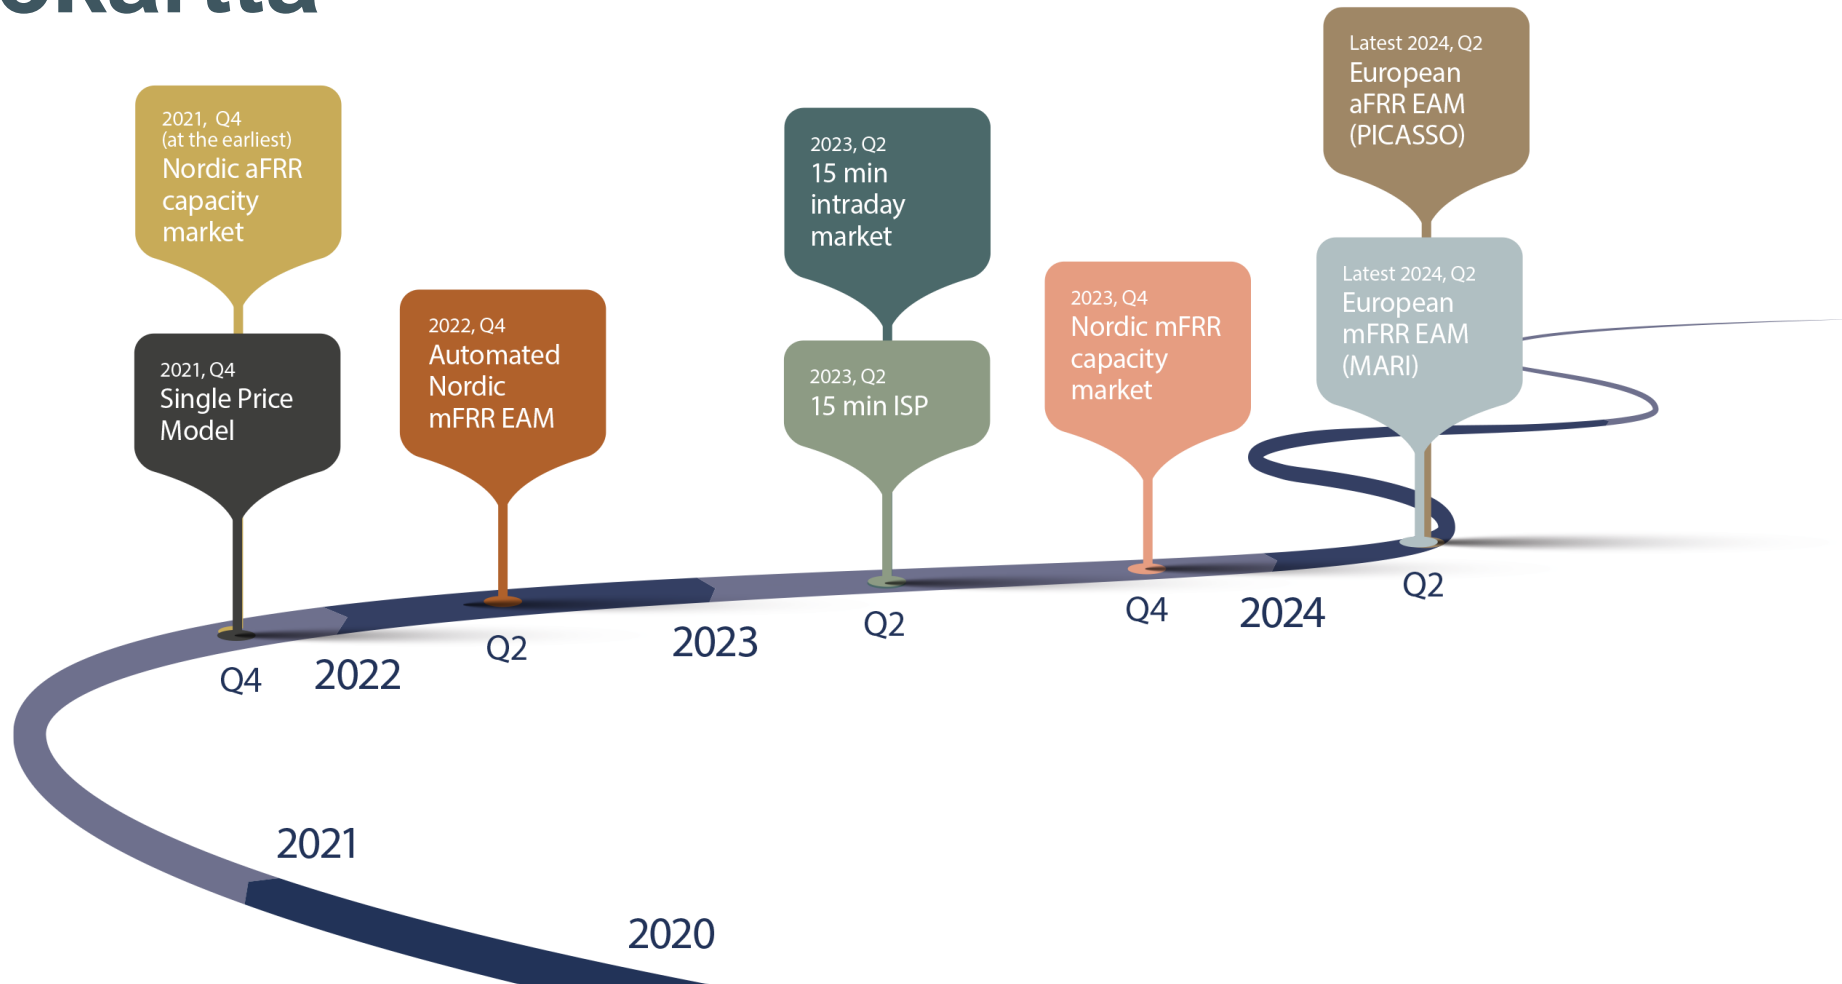 2021, Q4
(at the earliest)
Nordic aFRR
capacity
market
2021, Q4
Single Price
Model
2022, Q4
Automated
Nordic
mFRR EAM
2023, Q2
15 min
intraday
market
2023, Q2
15 min ISP
2023, Q4
Nordic mFRR
capacity
market
Latest 2024, Q2
European
aFRR EAM
(PICASSO)
Latest 2024, Q2
European
mFRR EAM
(MARI)
Q4
2022
Q2
2023
Q2
Q4
2024
Q2
2021
2020